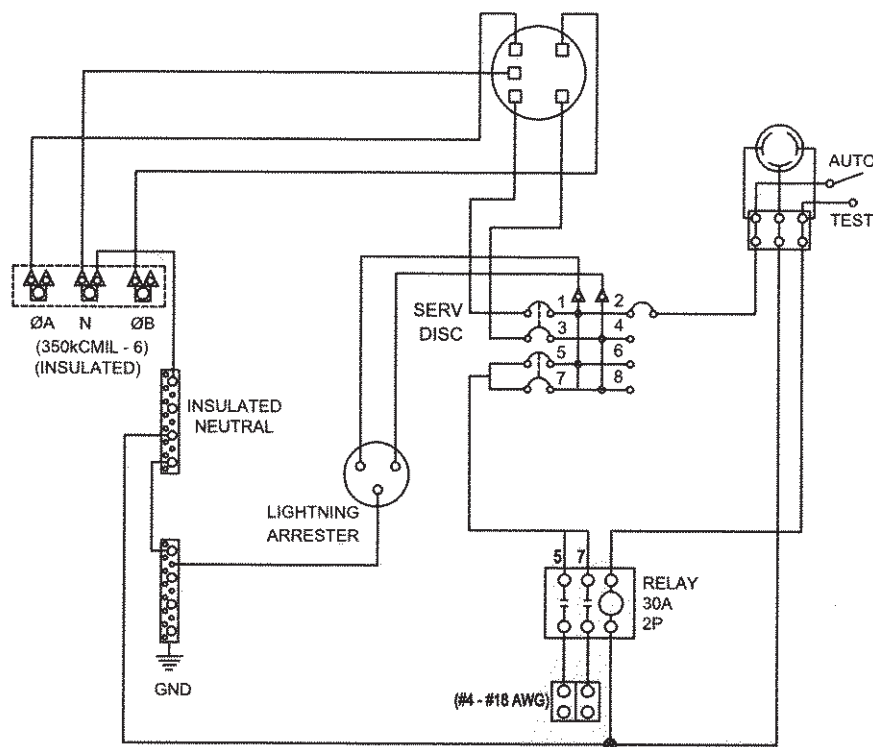 AUTO
TEST
ØA N ØB
(350kCMIL - 6)
(INSULATED)
SERV
DISC
1 2
3 4
5 6
7 8
INSULATED
NEUTRAL
LIGHTNING
ARRESTER
GND
5 7
RELAY
30A
2P
(#4 - #18 AWG)